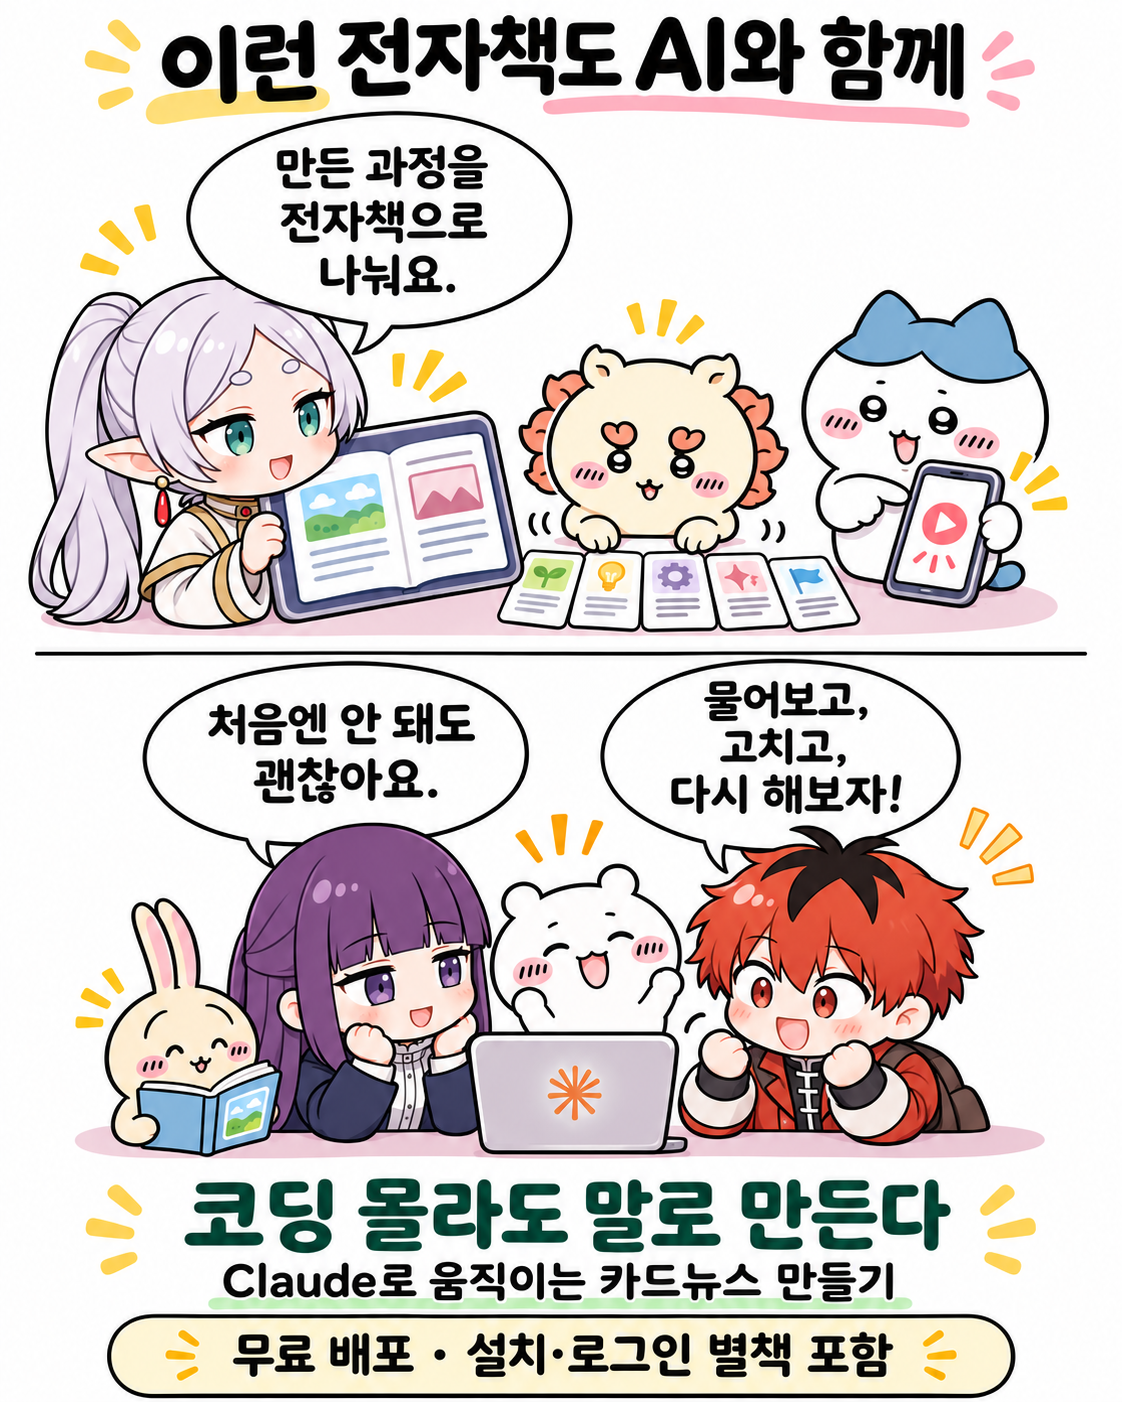 이런 전자책도 AI와 함께
만든 과정을
전자책으로
나눠요.
처음엔 안 돼도
괜찮아요.
물어보고,
고치고,
다시 해보자!
코딩 몰라도 말로 만든다
Claude로 움직이는 카드뉴스 만들기
무료 배포 · 설치·로그인 별책 포함